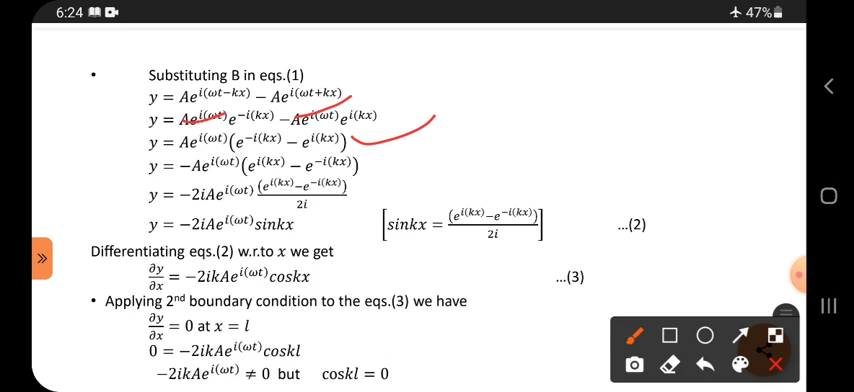 6:24 47%
• Substituting B in eqs.(1)
y = Ae^{i(ωt−kx)} − Ae^{i(ωt+kx)}
y = Ae^{i(ωt)}e^{−i(kx)} −Ae^{i(ωt)}e^{i(kx)}
y = Ae^{i(ωt)}(e^{−i(kx)} − e^{i(kx)})
y = −Ae^{i(ωt)}(e^{i(kx)} − e^{−i(kx)})
y = −2iAe^{i(ωt)} (e^{i(kx)}−e^{−i(kx)})/2i
y = −2iAe^{i(ωt)}sinkx [sinkx = (e^{i(kx)}−e^{−i(kx)})/2i] ...(2)
Differentiating eqs.(2) w.r.to x we get
∂y/∂x = −2ikAe^{i(ωt)}coskx ...(3)
• Applying 2nd boundary condition to the eqs.(3) we have
∂y/∂x = 0 at x = l
0 = −2ikAe^{i(ωt)}coskl
−2ikAe^{i(ωt)} ≠ 0 but coskl = 0